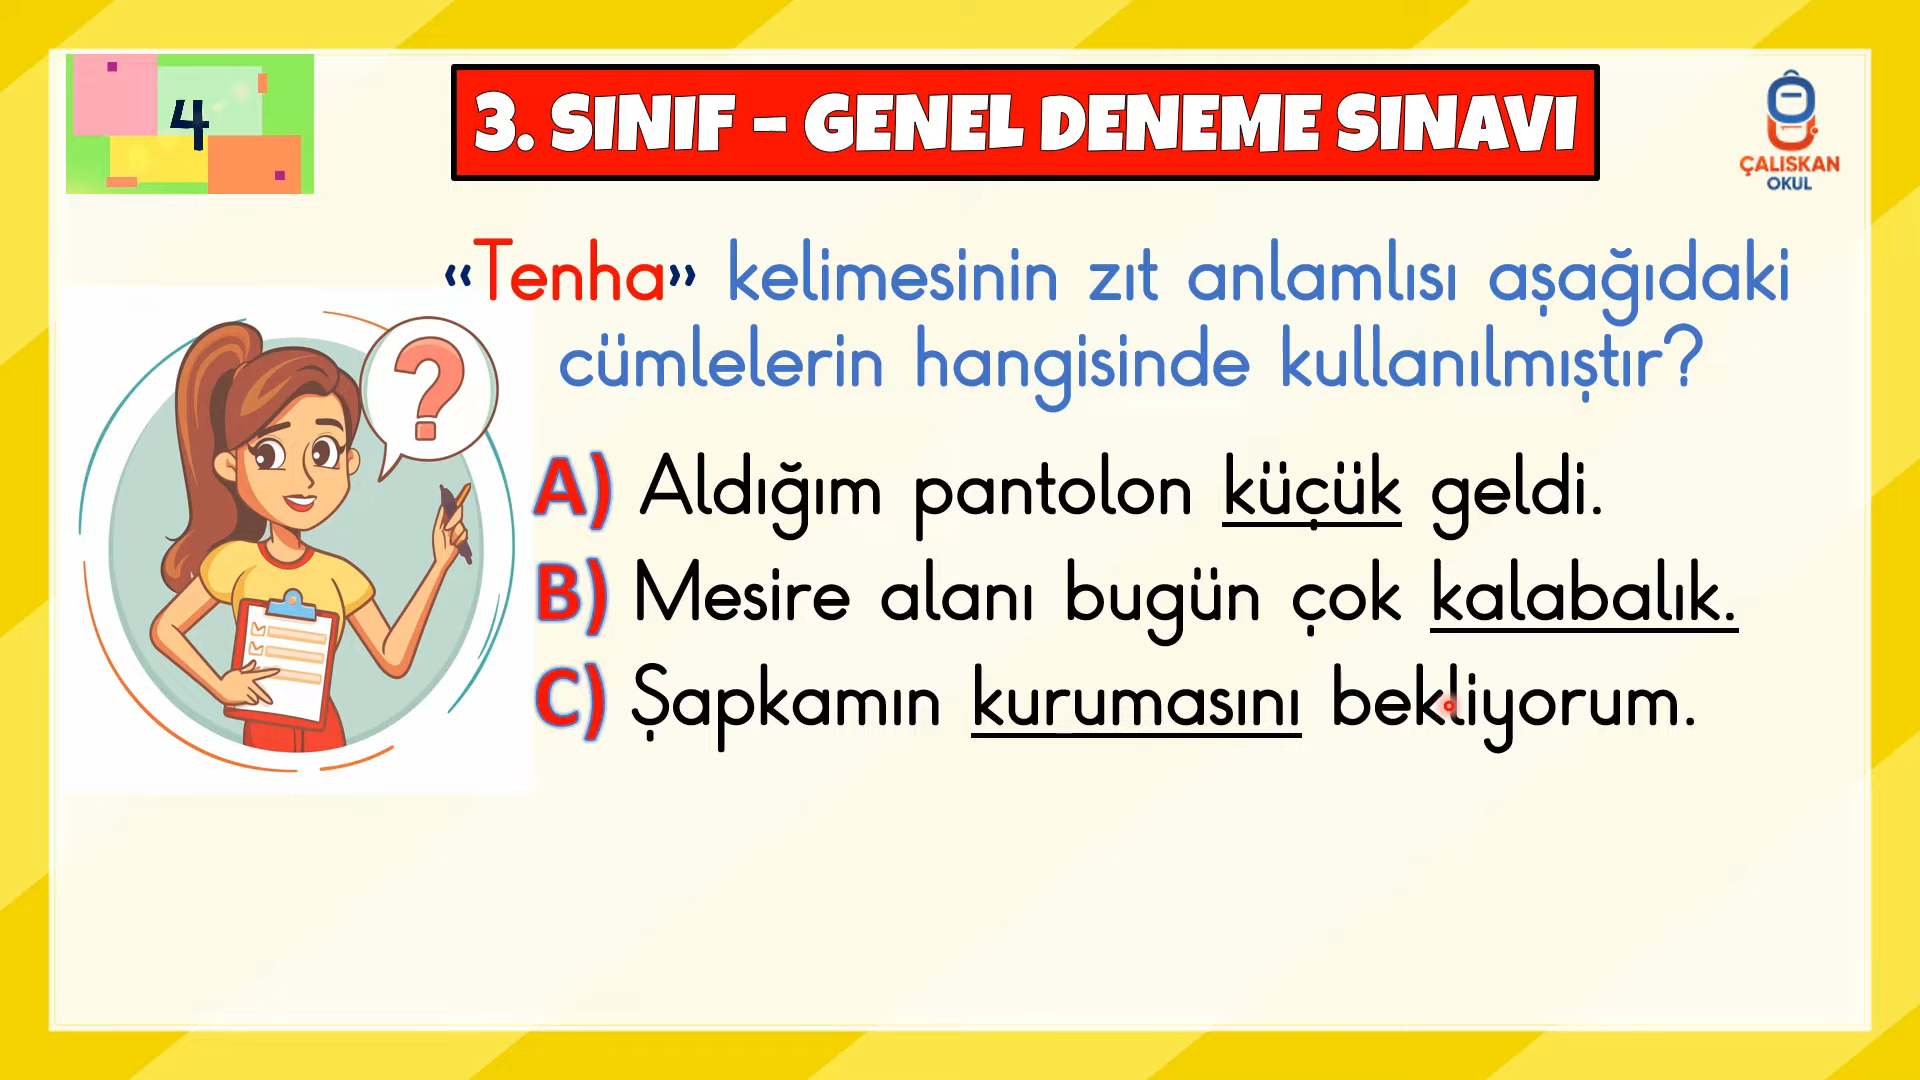 4
3. SINIF - GENEL DENEME SINAVI
ÇALIŞKAN
OKUL
«Tenha» kelimesinin zıt anlamlısı aşağıdaki
cümlelerin hangisinde kullanılmıştır?
?
A) Aldığım pantolon küçük geldi.
B) Mesire alanı bugün çok kalabalık.
C) Şapkamın kurumasını bekliyorum.